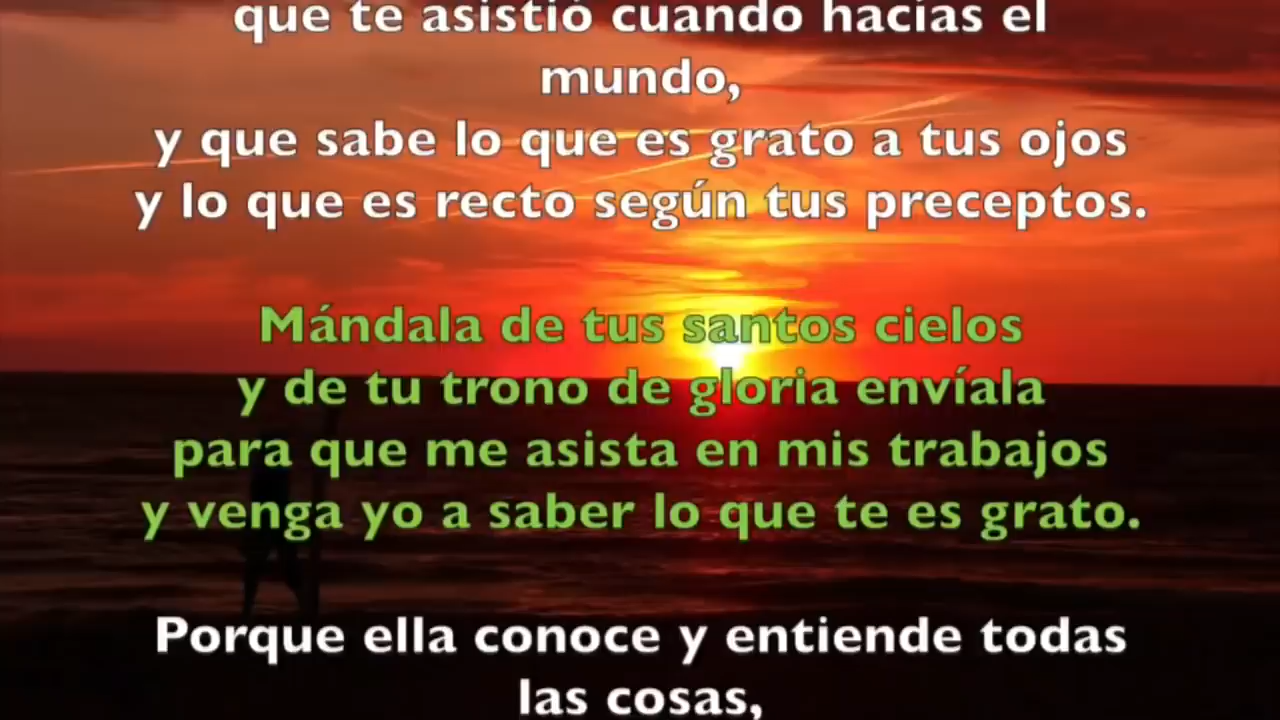 que te asistió cuando hacías el
mundo,
y que sabe lo que es grato a tus ojos
y lo que es recto según tus preceptos.
Mándala de tus santos cielos
y de tu trono de gloria envíala
para que me asista en mis trabajos
y venga yo a saber lo que te es grato.
Porque ella conoce y entiende todas
las cosas,